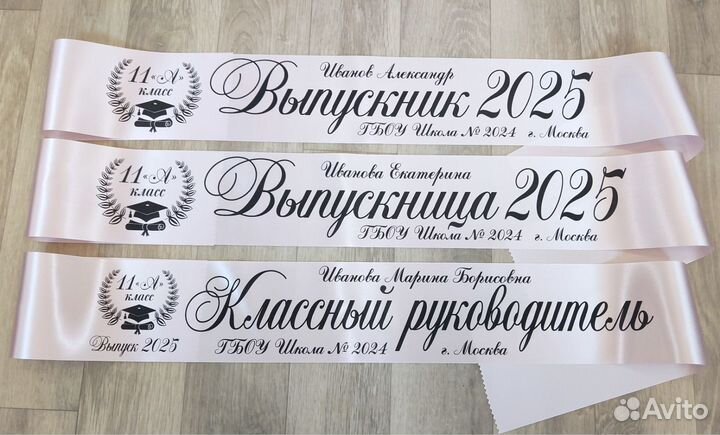 11 «А»
класс
Иванов Александр
Выпускник 2025
ГБОУ Школа № 2024 г. Москва
11 «А»
класс
Иванова Екатерина
Выпускница 2025
ГБОУ Школа № 2024 г. Москва
11 «А»
класс
Выпуск 2025
Иванова Марина Борисовна
Классный руководитель
ГБОУ Школа № 2024 г. Москва
Avito